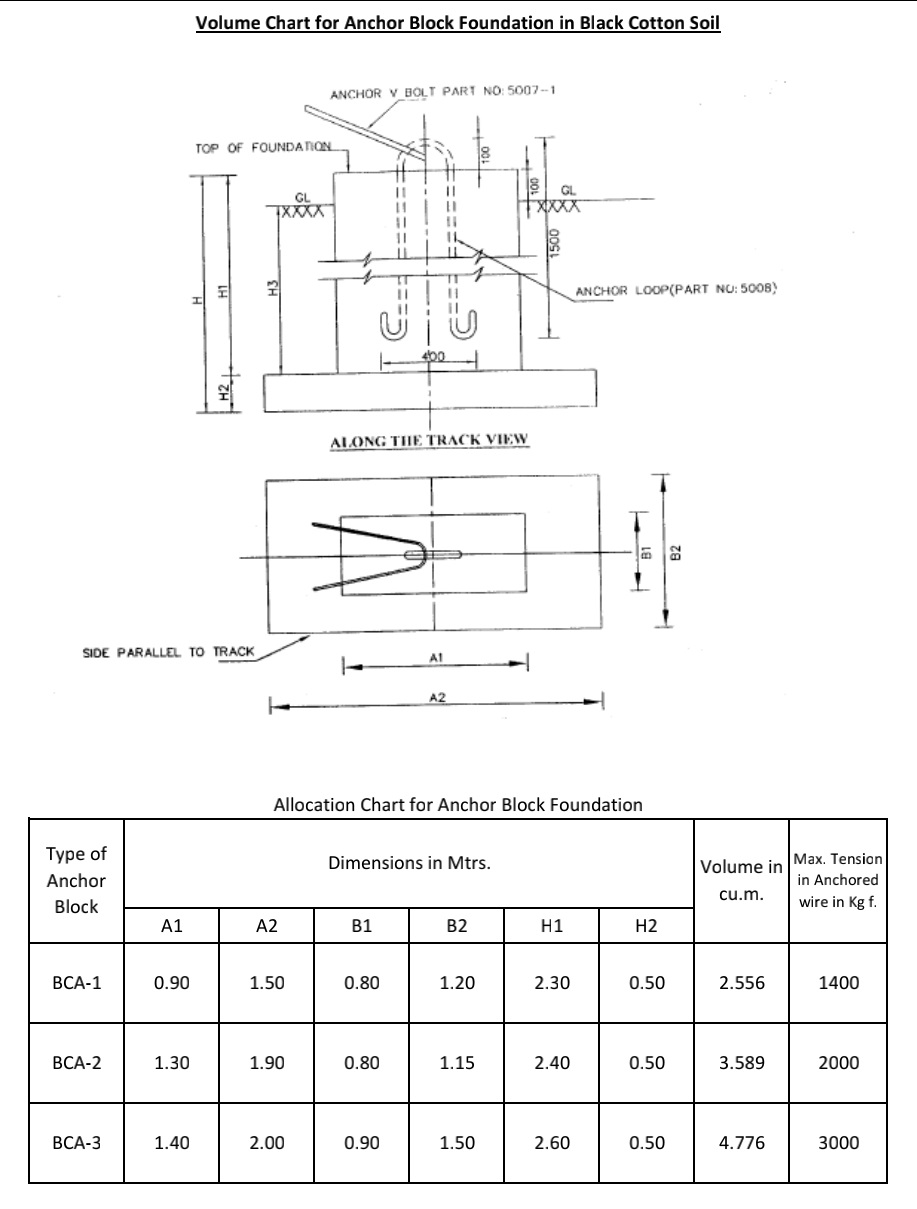 Volume Chart for Anchor Block Foundation in Black Cotton Soil
ANCHOR V BOLT PART NO: 5007-1
TOP OF FOUNDATION
100
100
GL
GL
1500
H
H1
H3
ANCHOR LOOP(PART NO: 5008)
400
H2
ALONG THE TRACK VIEW
B1
B2
SIDE PARALLEL TO TRACK
A1
A2
Allocation Chart for Anchor Block Foundation
Type of
Anchor
Block
Dimensions in Mtrs.
Volume in
cu.m.
Max. Tension
in Anchored
wire in Kg f.
A1 A2 B1 B2 H1 H2
BCA-1 0.90 1.50 0.80 1.20 2.30 0.50 2.556 1400
BCA-2 1.30 1.90 0.80 1.15 2.40 0.50 3.589 2000
BCA-3 1.40 2.00 0.90 1.50 2.60 0.50 4.776 3000